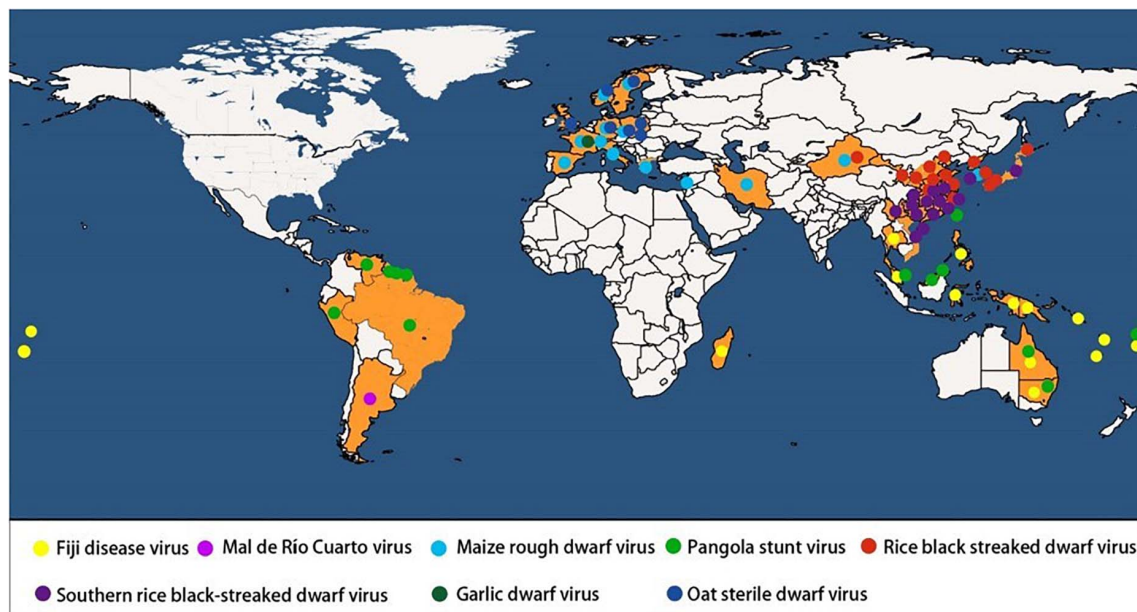 Fiji disease virus Mal de Río Cuarto virus Maize rough dwarf virus Pangola stunt virus Rice black streaked dwarf virus
Southern rice black-streaked dwarf virus Garlic dwarf virus Oat sterile dwarf virus